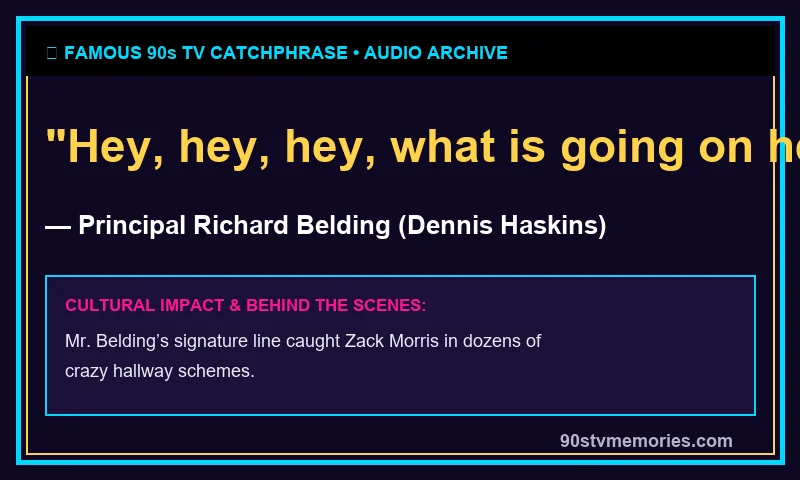 FAMOUS 90s TV CATCHPHRASE • AUDIO ARCHIVE
"Hey, hey, hey, what is going on
— Principal Richard Belding (Dennis Haskins)
CULTURAL IMPACT & BEHIND THE SCENES:
Mr. Belding’s signature line caught Zack Morris in dozens of
crazy hallway schemes.
90stvmemories.com